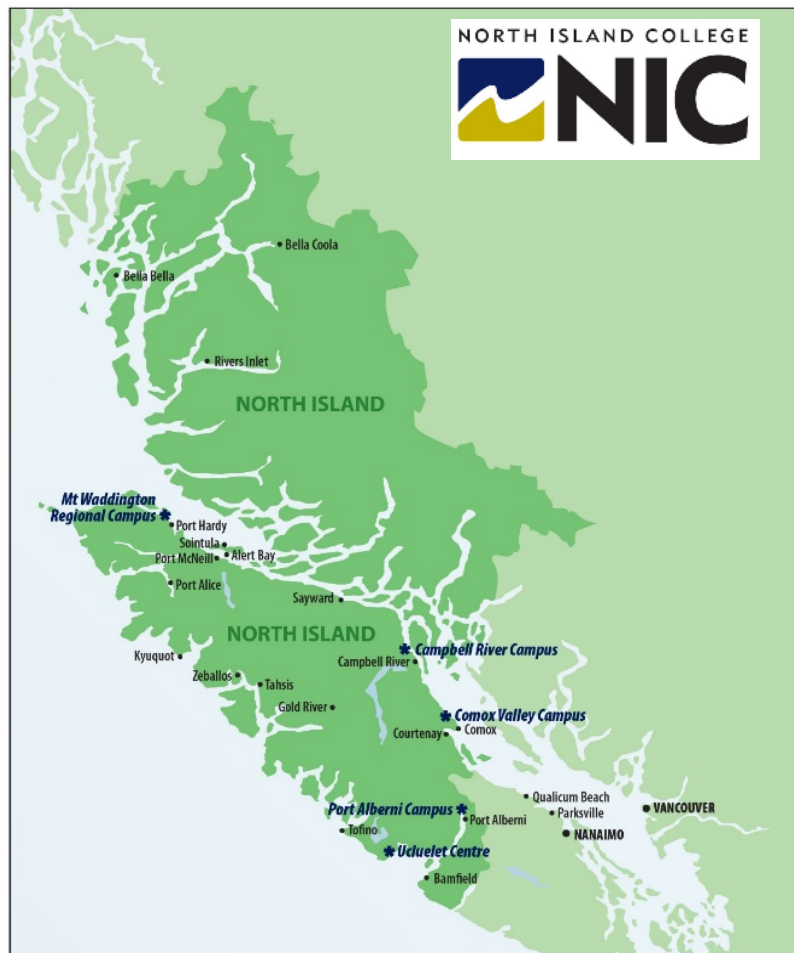 NORTH ISLAND COLLEGE
NIC
Bella Coola
Bella Bella
Rivers Inlet
NORTH ISLAND
Mt Waddington
Regional Campus
Port Hardy
Sointula
Alert Bay
Port McNeill
Port Alice
Sayward
NORTH ISLAND
Campbell River Campus
Kyuquot
Campbell River
Zeballos
Tahsis
Gold River
Comox Valley Campus
Comox
Courtenay
Qualicum Beach
Port Alberni Campus
VANCOUVER
Parksville
Port Alberni
Tofino
NANAIMO
Ucluelet Centre
Bamfield